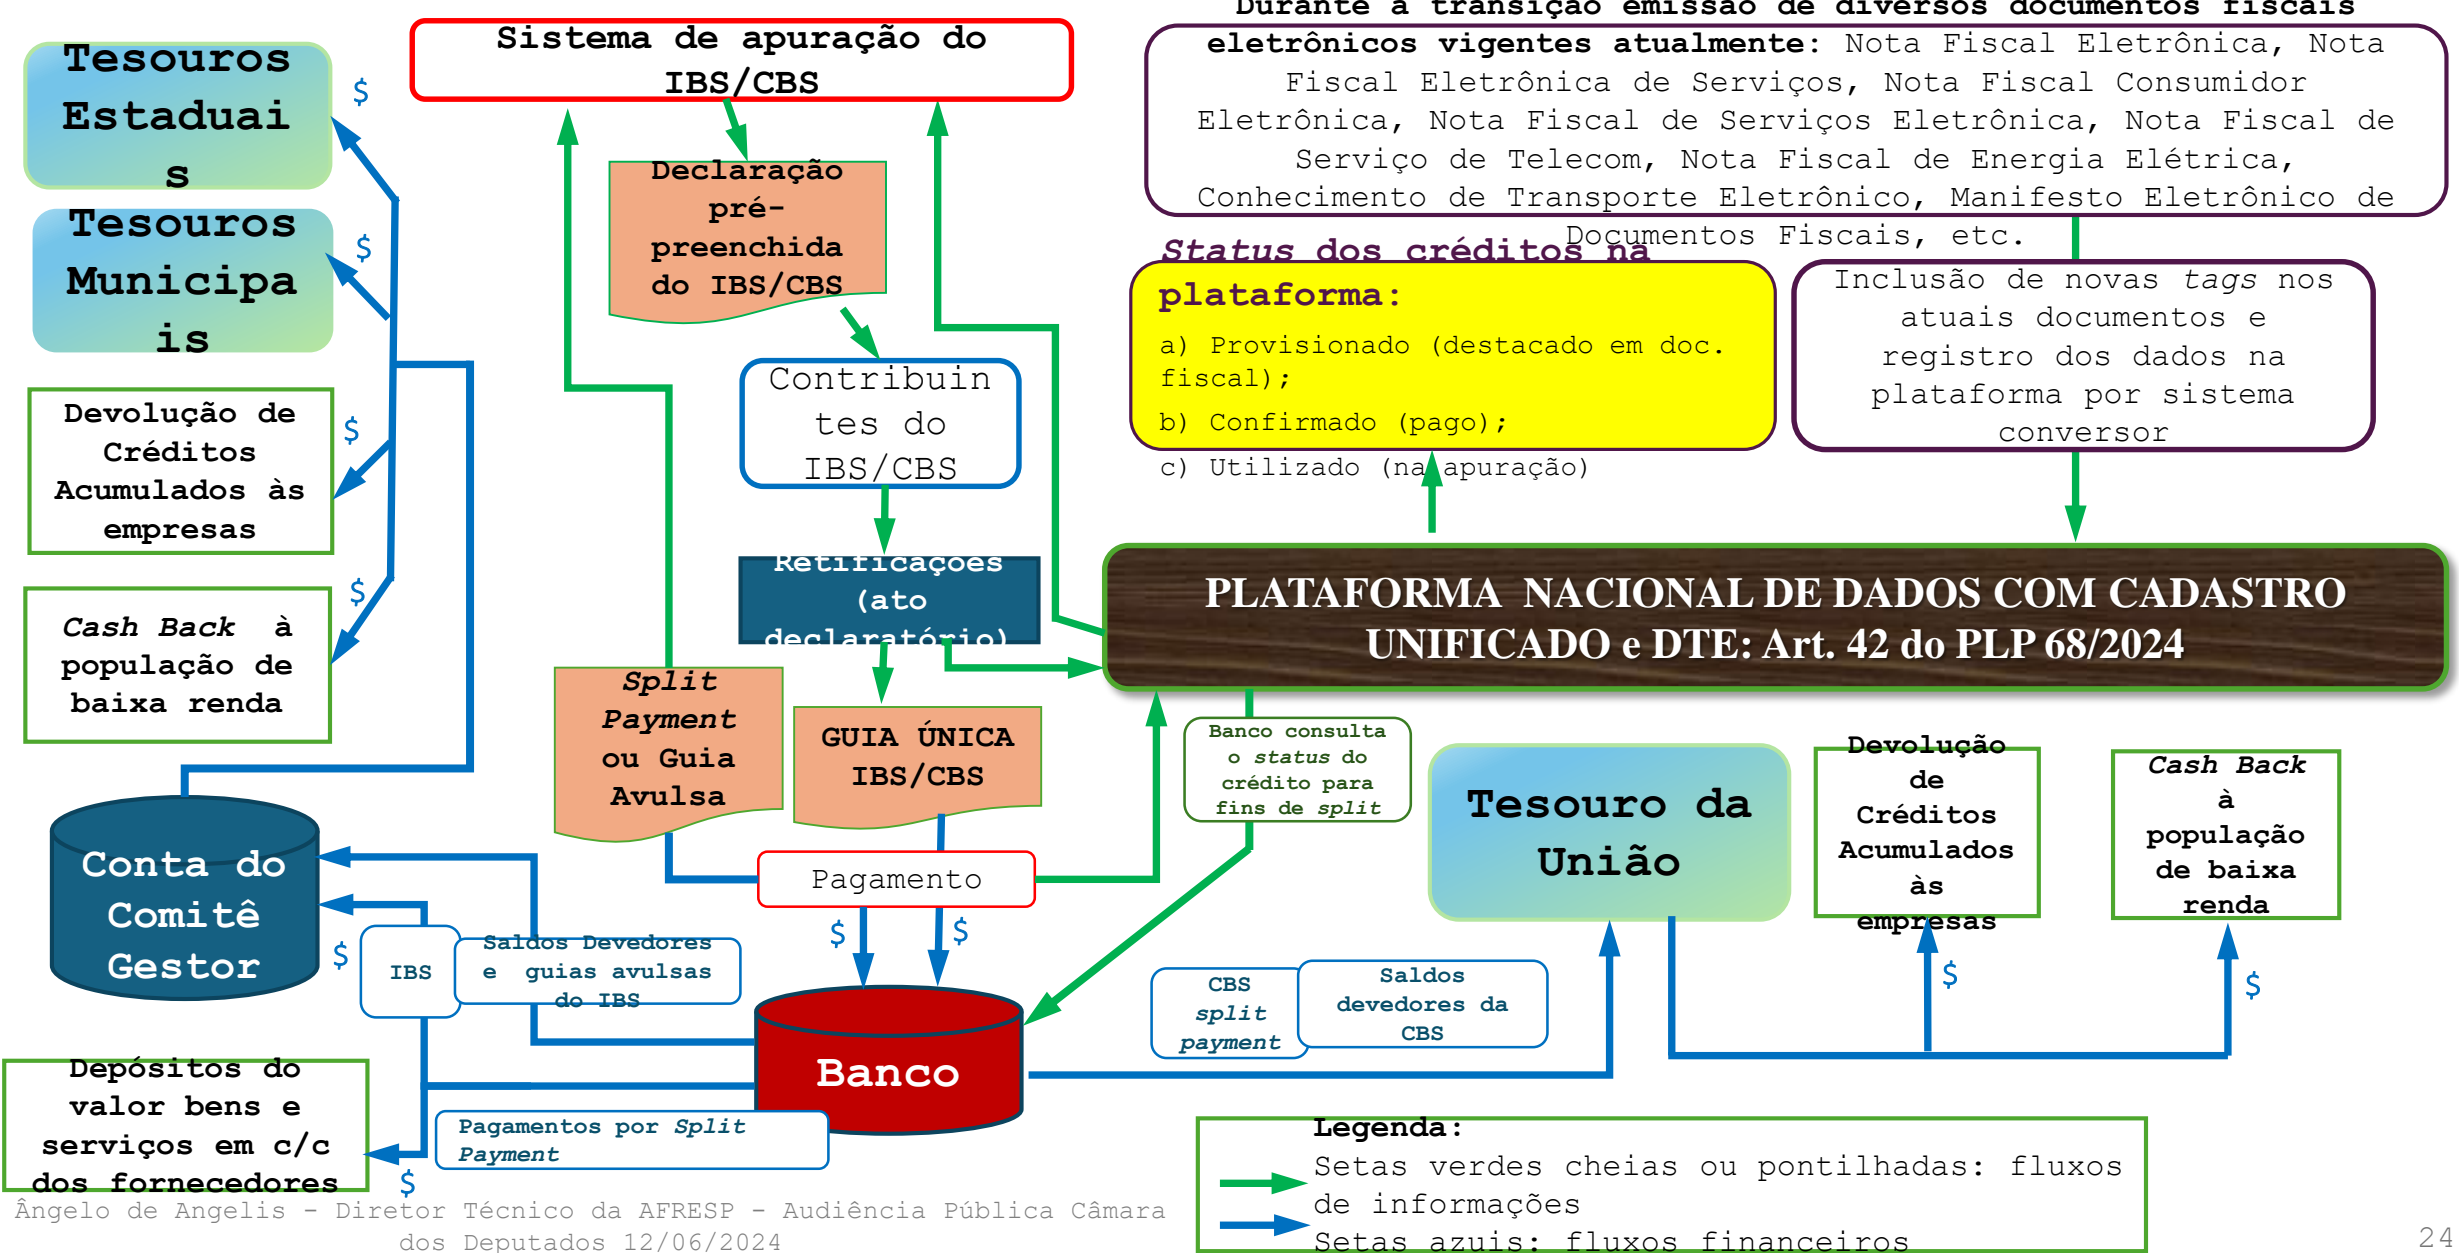 Durante a transição emissão de diversos documentos fiscais
eletrônicos vigentes atualmente: Nota Fiscal Eletrônica, Nota
Fiscal Eletrônica de Serviços, Nota Fiscal Consumidor
Eletrônica, Nota Fiscal de Serviços Eletrônica, Nota Fiscal de
Serviço de Telecom, Nota Fiscal de Energia Elétrica,
Conhecimento de Transporte Eletrônico, Manifesto Eletrônico de
Documentos Fiscais, etc.
Sistema de apuração do
IBS/CBS
Tesouros
Estaduai
s
$
Tesouros
Municipa
is
$
Declaração
pré-
preenchida
do IBS/CBS
Status dos créditos na
plataforma:
a) Provisionado (destacado em doc.
fiscal);
b) Confirmado (pago);
c) Utilizado (na apuração)
Inclusão de novas tags nos
atuais documentos e
registro dos dados na
plataforma por sistema
conversor
Contribuin
tes do
IBS/CBS
Devolução de
Créditos
Acumulados às
empresas
$
Retificações
(ato
declaratório)
PLATAFORMA NACIONAL DE DADOS COM CADASTRO
UNIFICADO e DTE: Art. 42 do PLP 68/2024
Cash Back à
população de
baixa renda
$
Split
Payment
ou Guia
Avulsa
GUIA ÚNICA
IBS/CBS
Banco consulta
o status do
crédito para
fins de split
Tesouro da
União
Devolução
de
Créditos
Acumulados
às
empresas
$
Cash Back
à
população
de baixa
renda
$
Conta do
Comitê
Gestor
$
Pagamento
$
$
IBS
Saldos Devedores
e guias avulsas
do IBS
CBS
split
payment
Saldos
devedores da
CBS
Banco
Depósitos do
valor bens e
serviços em c/c
dos fornecedores
$
Pagamentos por Split
Payment
Legenda:
Setas verdes cheias ou pontilhadas: fluxos
de informações
Setas azuis: fluxos financeiros
Ângelo de Angelis - Diretor Técnico da AFRESP - Audiência Pública Câmara
dos Deputados 12/06/2024
24